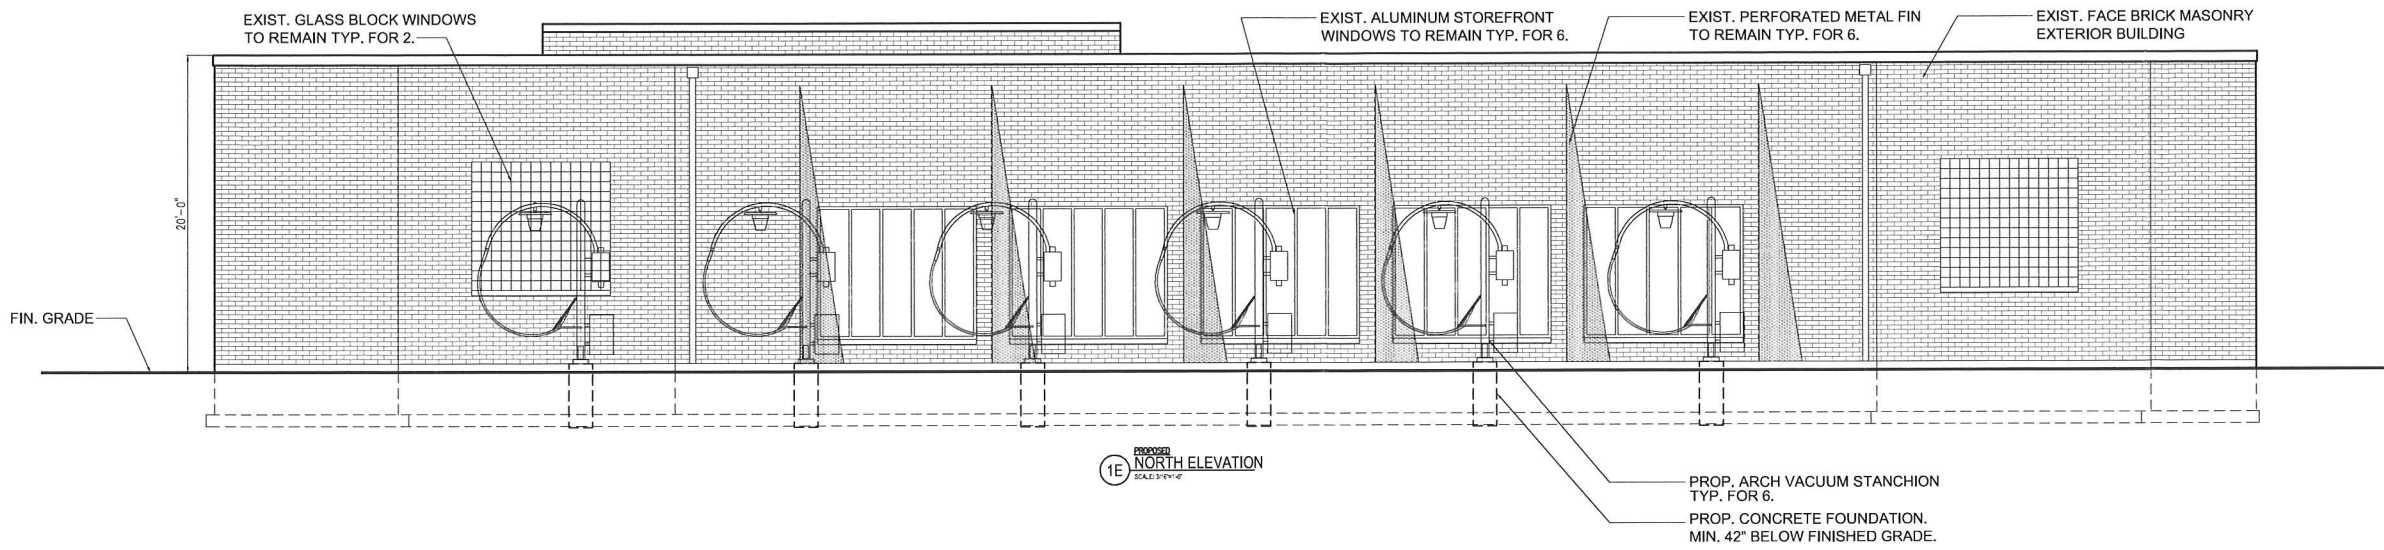 EXIST. GLASS BLOCK WINDOWS
TO REMAIN TYP. FOR 2.
EXIST. ALUMINUM STOREFRONT
WINDOWS TO REMAIN TYP. FOR 6.
EXIST. PERFORATED METAL FIN
TO REMAIN TYP. FOR 6.
EXIST. FACE BRICK MASONRY
EXTERIOR BUILDING
20'-0"
FIN. GRADE
1E
PROPOSED
NORTH ELEVATION
PROP. ARCH VACUUM STANCHION
TYP. FOR 6.
PROP. CONCRETE FOUNDATION.
MIN. 42" BELOW FINISHED GRADE.